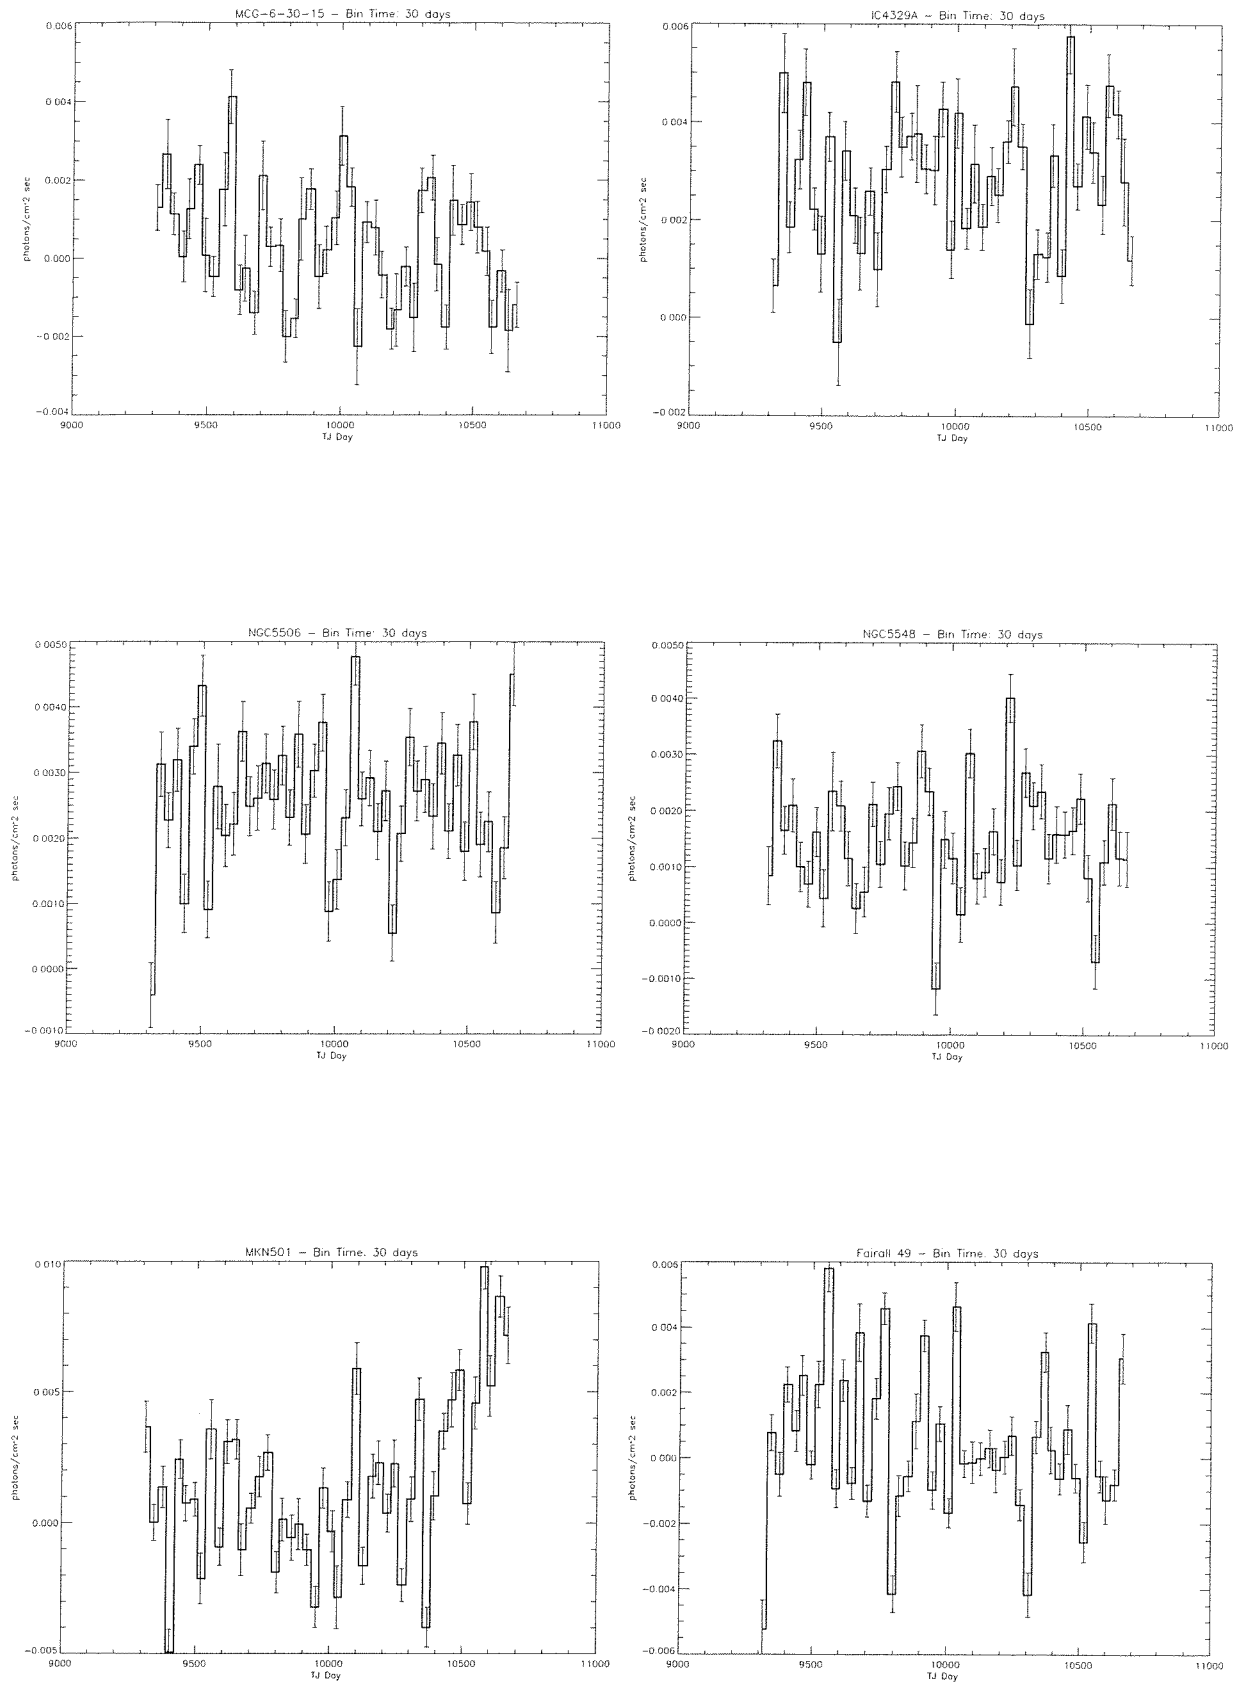 MCG-6-30-15 - Bin Time: 30 days
0.006
0.004
0.002
0.000
-0.002
-0.004
photons/cm^2 sec
9000 9500 10000 10500 11000
TJ Day
IC4329A - Bin Time: 30 days
0.006
0.004
0.002
0.000
-0.002
photons/cm^2 sec
9000 9500 10000 10500 11000
TJ Day
NGC5506 - Bin Time: 30 days
0.0050
0.0040
0.0030
0.0020
0.0010
0.0000
-0.0010
photons/cm^2 sec
9000 9500 10000 10500 11000
TJ Day
NGC5548 - Bin Time: 30 days
0.0050
0.0040
0.0030
0.0020
0.0010
0.0000
-0.0010
-0.0020
photons/cm^2 sec
9000 9500 10000 10500 11000
TJ Day
MKN501 - Bin Time: 30 days
0.010
0.005
0.000
-0.005
photons/cm^2 sec
9000 9500 10000 10500 11000
TJ Day
Fairall 49 - Bin Time: 30 days
0.006
0.004
0.002
0.000
-0.002
-0.004
-0.006
photons/cm^2 sec
9000 9500 10000 10500 11000
TJ Day